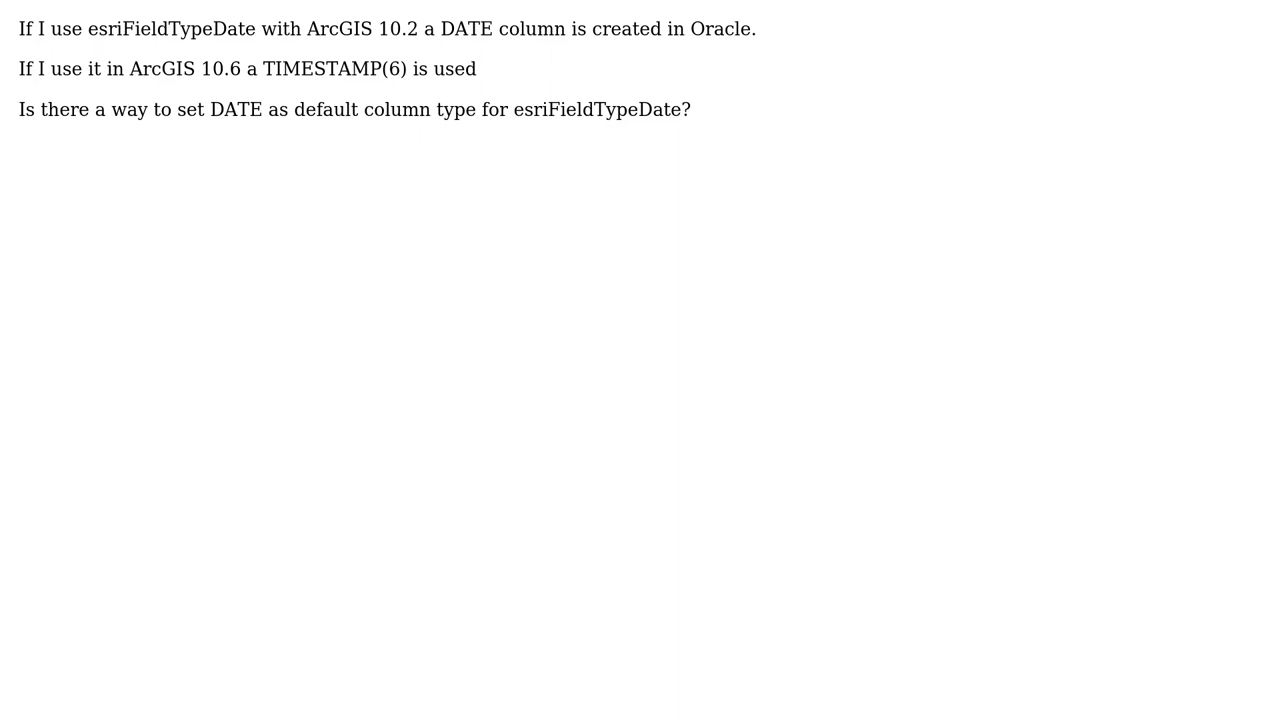 If I use esriFieldTypeDate with ArcGIS 10.2 a DATE column is created in Oracle.
If I use it in ArcGIS 10.6 a TIMESTAMP(6) is used
Is there a way to set DATE as default column type for esriFieldTypeDate?